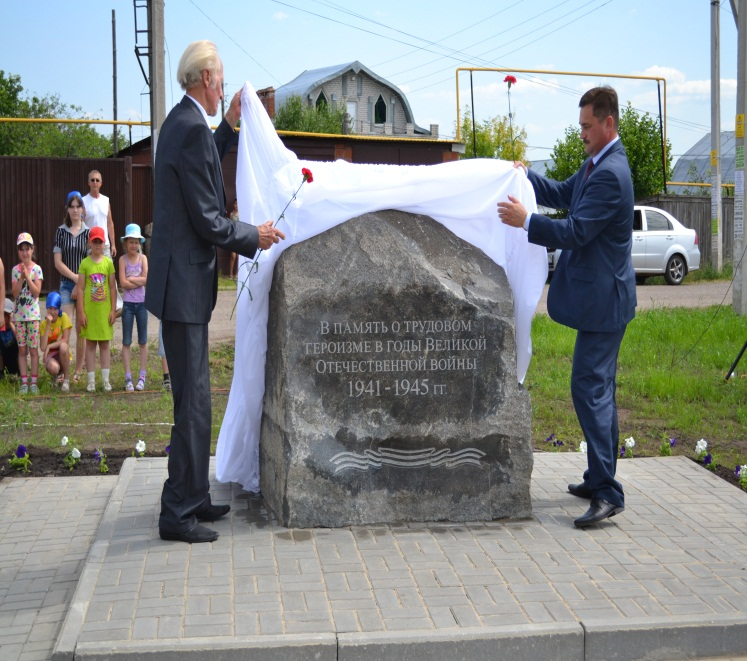 В ПАМЯТЬ О ТРУДОВОМ
ГЕРОИЗМЕ В ГОДЫ ВЕЛИКОЙ
ОТЕЧЕСТВЕННОЙ ВОЙНЫ
1941-1945 ГГ.